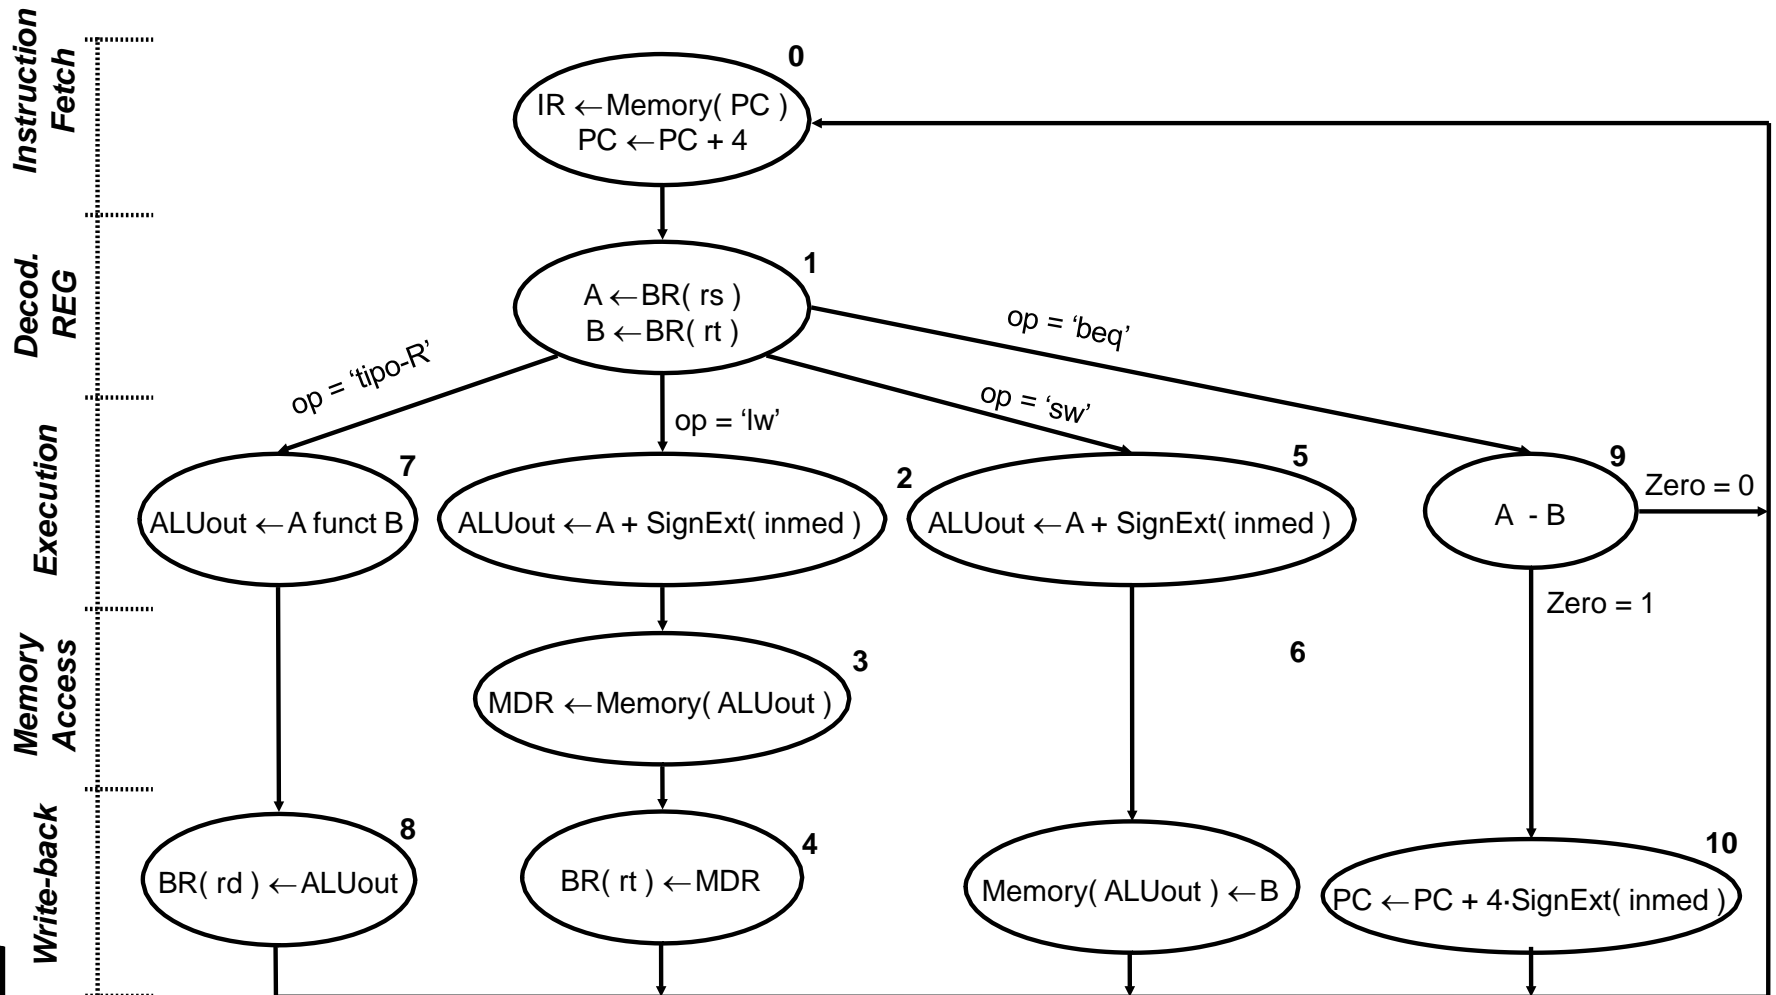 Instruction
Fetch
0
IR ←Memory( PC )
PC ←PC + 4
Decod.
REG
1
A ←BR( rs )
B ←BR( rt )
op = ‘tipo-R’
op = ‘lw’
op = ‘sw’
op = ‘beq’
Execution
7
ALUout ←A funct B
2
ALUout ←A + SignExt( inmed )
5
ALUout ←A + SignExt( inmed )
9
A - B
Zero = 0
Zero = 1
Memory
Access
3
MDR ←Memory( ALUout )
6
Write-back
8
BR( rd ) ←ALUout
4
BR( rt ) ←MDR
Memory( ALUout ) ←B
10
PC ←PC + 4·SignExt( inmed )